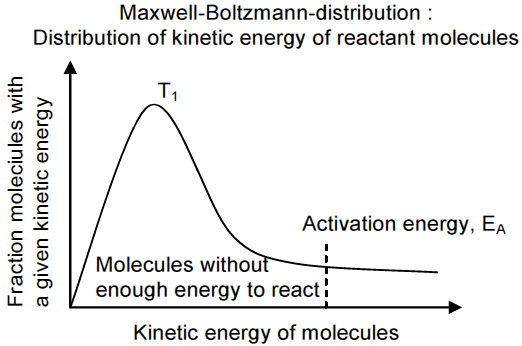 Maxwell-Boltzmann-distribution :
Distribution of kinetic energy of reactant molecules
Fraction moleciules with
a given kinetic energy
T₁
Activation energy, E_A
Molecules without
enough energy to react
Kinetic energy of molecules